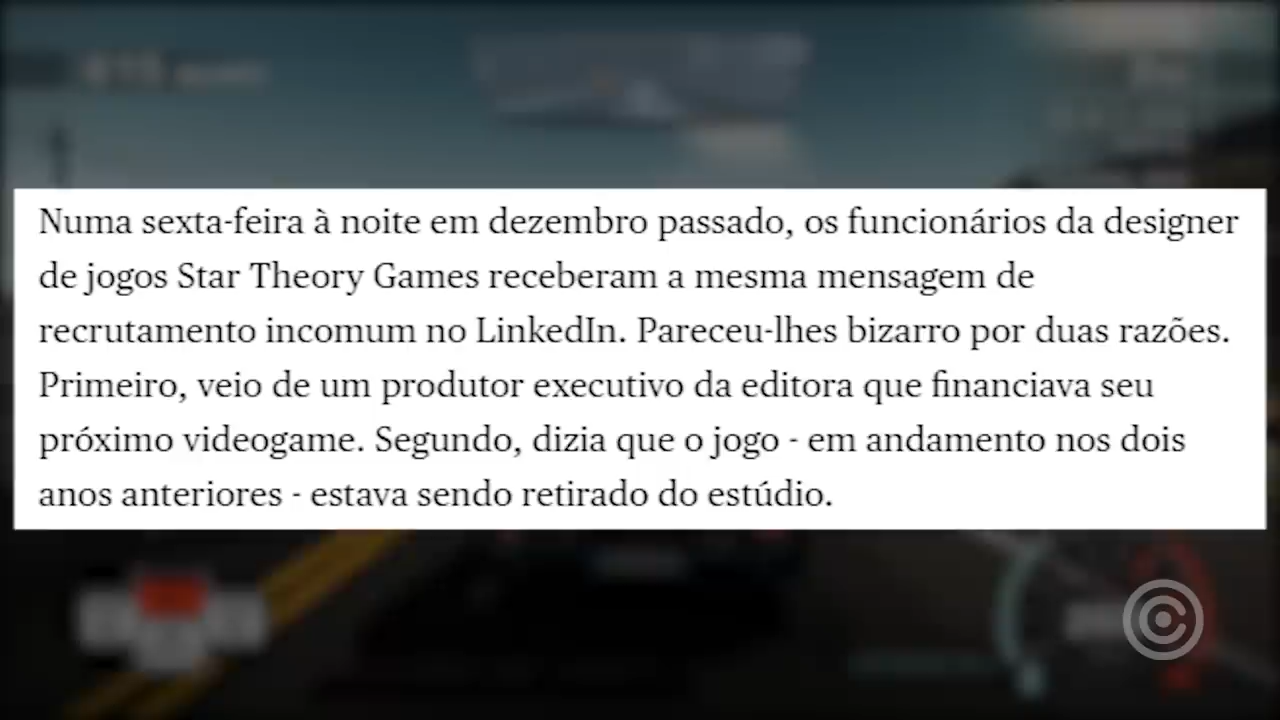 Numa sexta-feira à noite em dezembro passado, os funcionários da designer
de jogos Star Theory Games receberam a mesma mensagem de
recrutamento incomum no LinkedIn. Pareceu-lhes bizarro por duas razões.
Primeiro, veio de um produtor executivo da editora que financiava seu
próximo videogame. Segundo, dizia que o jogo - em andamento nos dois
anos anteriores - estava sendo retirado do estúdio.